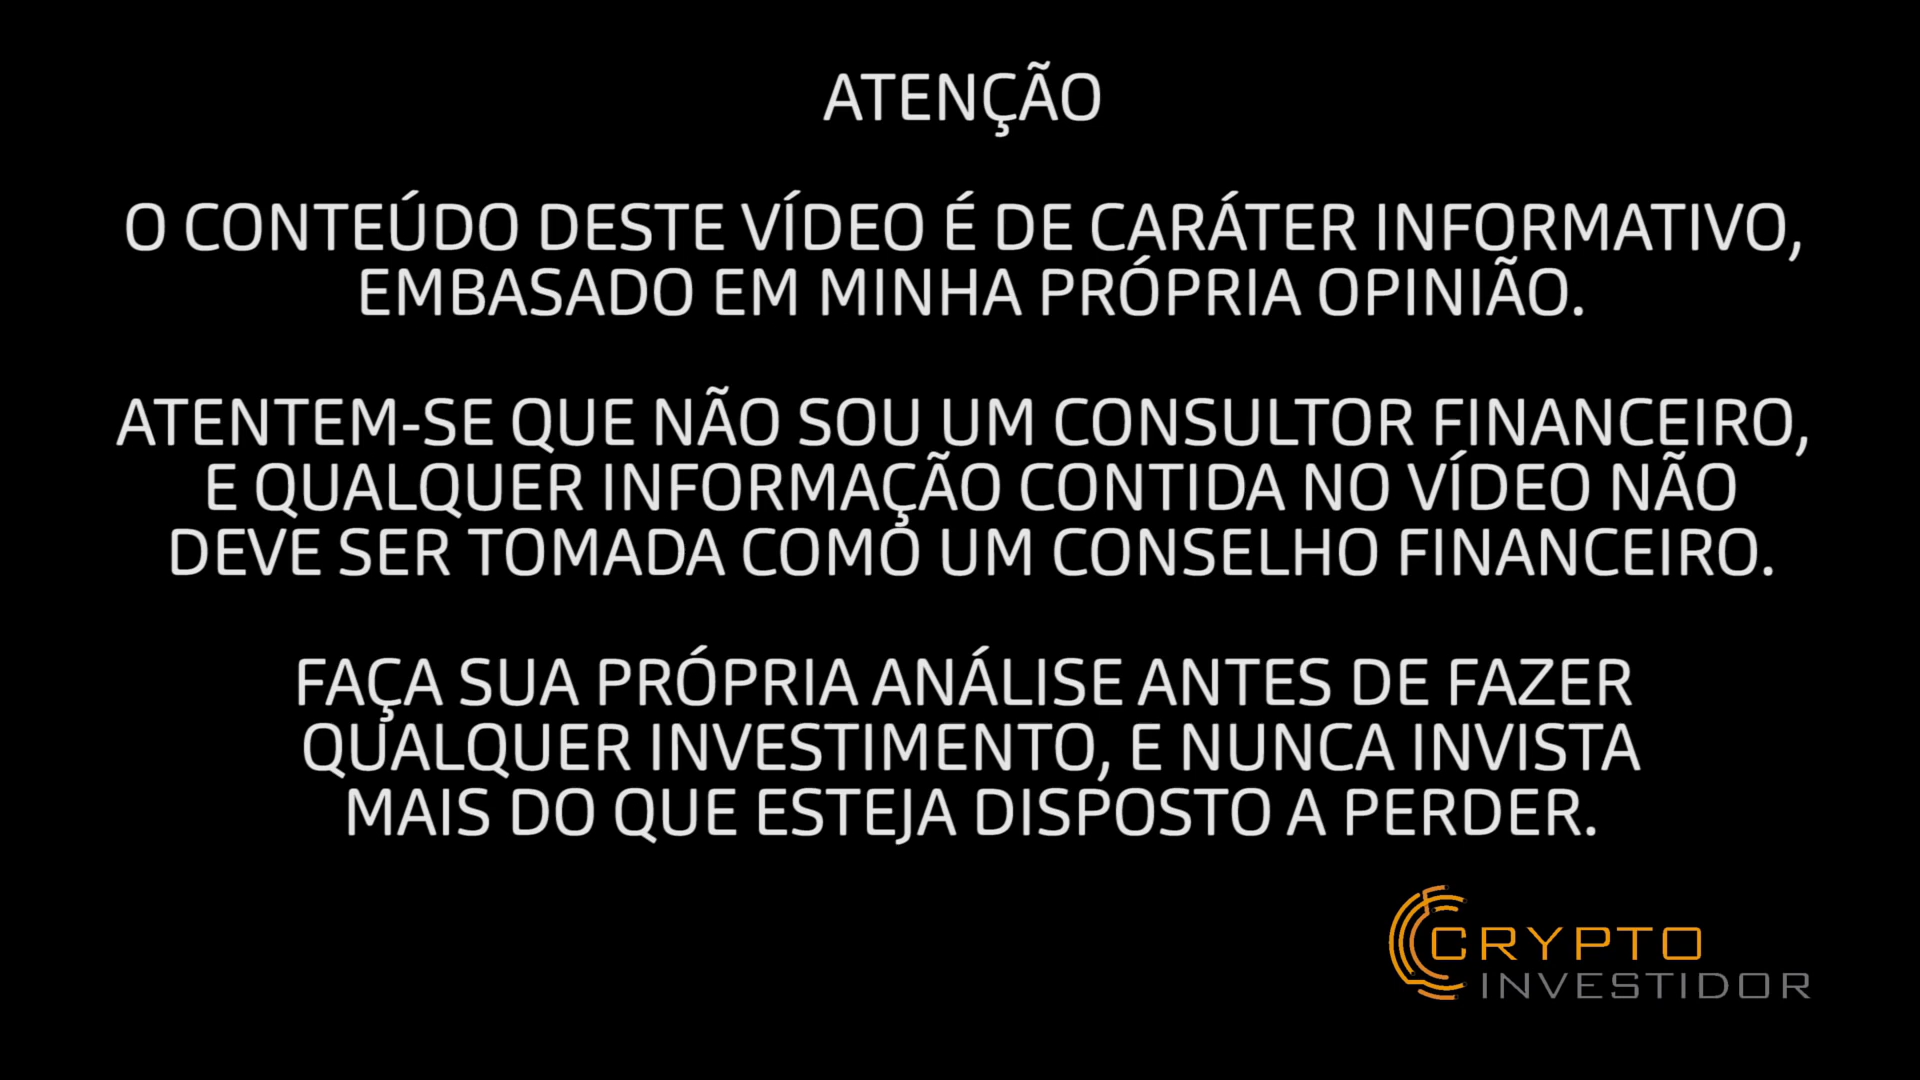 ATENÇÃO
O CONTEÚDO DESTE VÍDEO É DE CARÁTER INFORMATIVO,
EMBASADO EM MINHA PRÓPRIA OPINIÃO.
ATENTEM-SE QUE NÃO SOU UM CONSULTOR FINANCEIRO,
E QUALQUER INFORMAÇÃO CONTIDA NO VÍDEO NÃO
DEVE SER TOMADA COMO UM CONSELHO FINANCEIRO.
FAÇA SUA PRÓPRIA ANÁLISE ANTES DE FAZER
QUALQUER INVESTIMENTO, E NUNCA INVISTA
MAIS DO QUE ESTEJA DISPOSTO A PERDER.
CRYPTO
INVESTIDOR